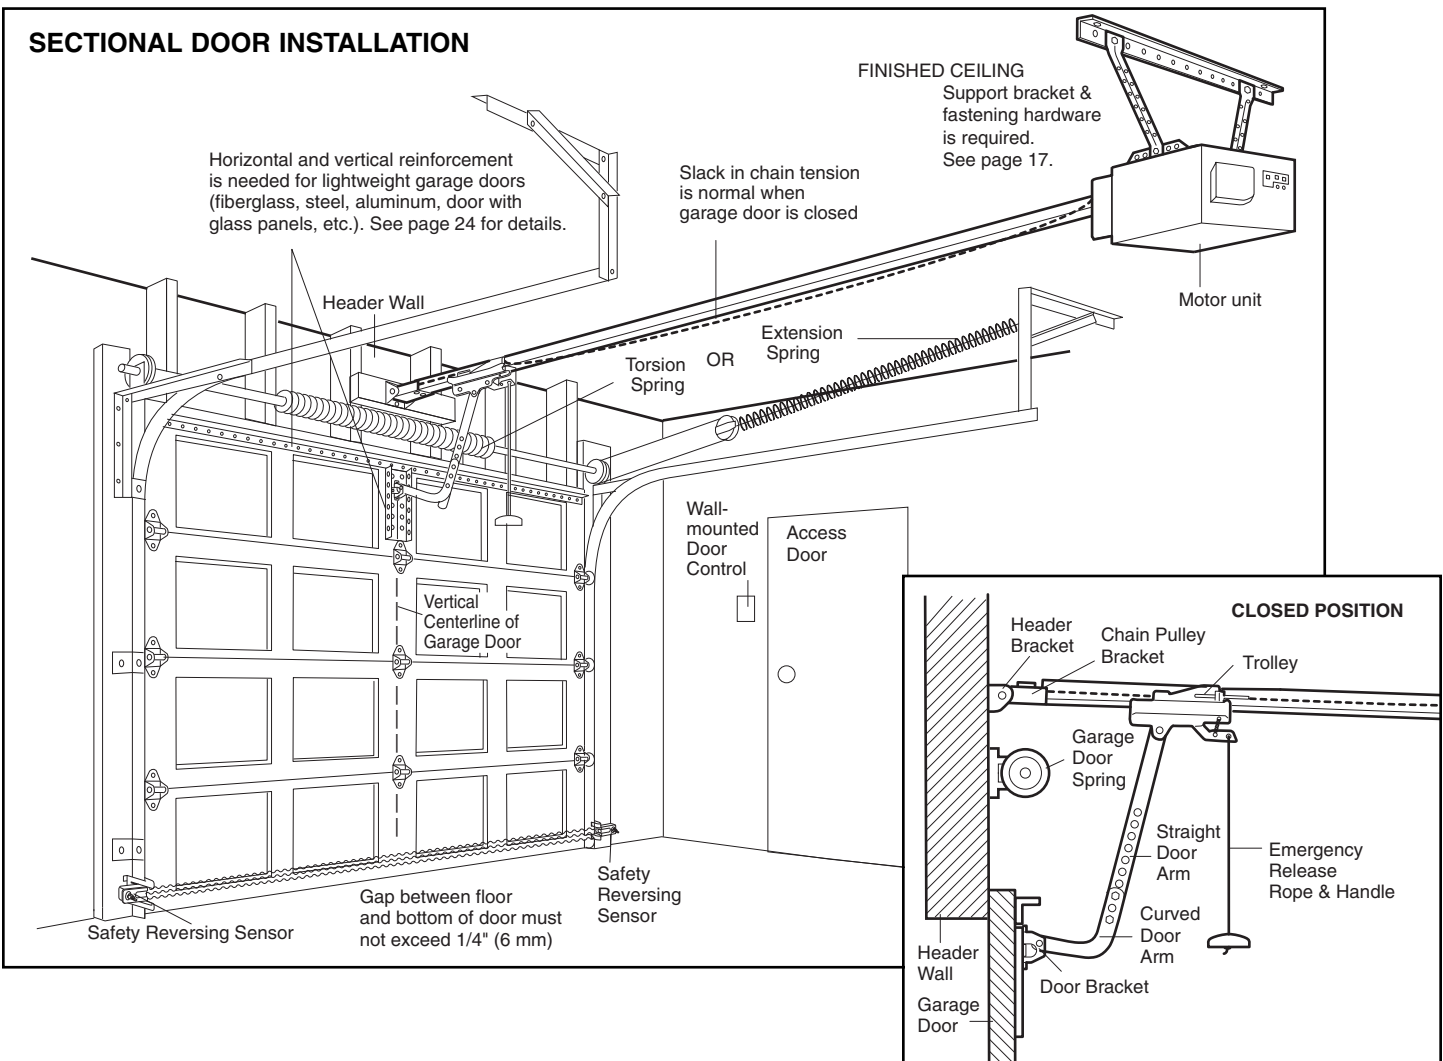 SECTIONAL DOOR INSTALLATION
FINISHED CEILING
Support bracket &
fastening hardware
is required.
See page 17.
Horizontal and vertical reinforcement
is needed for lightweight garage doors
(fiberglass, steel, aluminum, door with
glass panels, etc.). See page 24 for details.
Slack in chain tension
is normal when
garage door is closed
Motor unit
Header Wall
Extension
Spring
OR
Torsion
Spring
Wall-
mounted
Door
Control
Access
Door
Vertical
Centerline of
Garage Door
Safety
Reversing
Sensor
Gap between floor
and bottom of door must
not exceed 1/4" (6 mm)
Safety Reversing Sensor
CLOSED POSITION
Header
Bracket
Chain Pulley
Bracket
Trolley
Garage
Door
Spring
Straight
Door
Arm
Emergency
Release
Rope & Handle
Curved
Door
Arm
Header
Wall
Door Bracket
Garage
Door